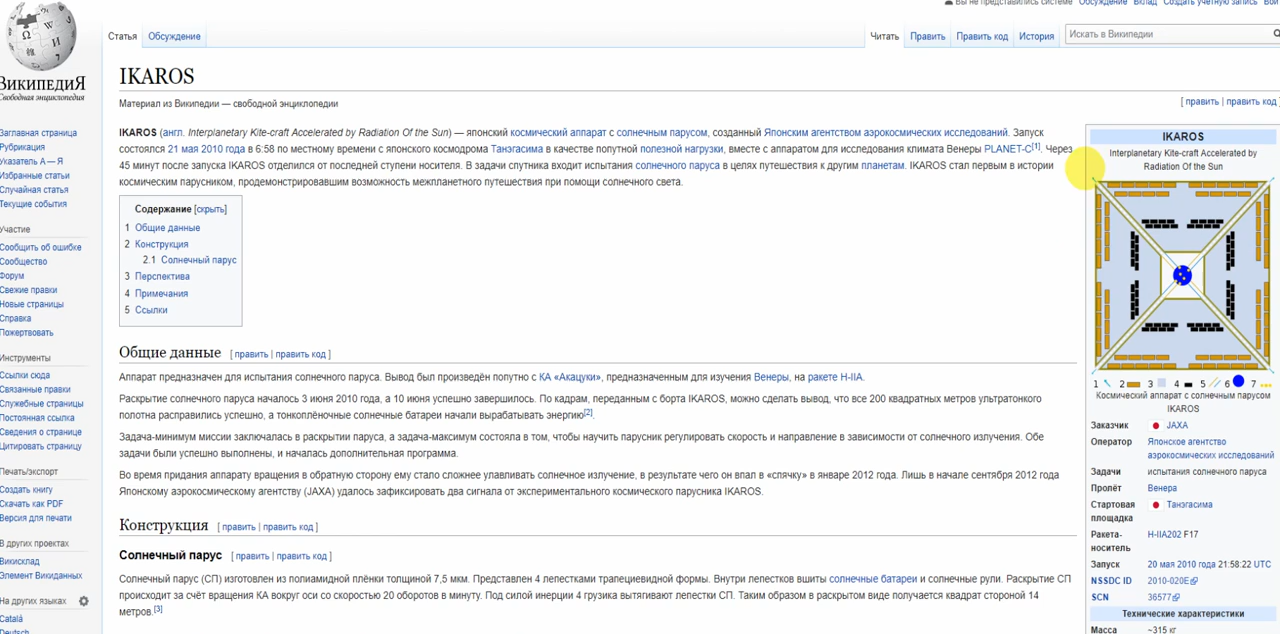 Вы не представились системе Обсуждение Вклад Создать учётную запись
ВикипедиЯ
Свободная энциклопедия
Заглавная страница
Рубрикация
Указатель А — Я
Избранные статьи
Случайная статья
Текущие события
Участие
Сообщить об ошибке
Сообщество
Форум
Свежие правки
Новые страницы
Справка
Пожертвовать
Инструменты
Ссылки сюда
Связанные правки
Служебные страницы
Постоянная ссылка
Сведения о странице
Цитировать страницу
Печать/экспорт
Создать книгу
Скачать как PDF
Версия для печати
В других проектах
Викисклад
Элемент Викиданных
На других языках
Català
Deutsch
Статья Обсуждение
Читать Править Править код История Искать в Википедии
IKAROS
Материал из Википедии — свободной энциклопедии
[ править | править код ]
IKAROS (англ. Interplanetary Kite-craft Accelerated by Radiation Of the Sun) — японский космический аппарат с солнечным парусом, созданный Японским агентством аэрокосмических исследований. Запуск
состоялся 21 мая 2010 года в 6:58 по местному времени с японского космодрома Танэгасима в качестве попутной полезной нагрузки, вместе с аппаратом для исследования климата Венеры PLANET-C[1]. Через
45 минут после запуска IKAROS отделился от последней ступени носителя. В задачи спутника входит испытания солнечного паруса в целях путешествия к другим планетам. IKAROS стал первым в истории
космическим парусником, продемонстрировавшим возможность межпланетного путешествия при помощи солнечного света.
Содержание [скрыть]
1 Общие данные
2 Конструкция
2.1 Солнечный парус
3 Перспектива
4 Примечания
5 Ссылки
Общие данные [ править | править код ]
Аппарат предназначен для испытания солнечного паруса. Вывод был произведён попутно с КА «Акацуки», предназначенным для изучения Венеры, на ракете H-IIA.
Раскрытие солнечного паруса началось 3 июня 2010 года, а 10 июня успешно завершилось. По кадрам, переданным с борта IKAROS, можно сделать вывод, что все 200 квадратных метров ультратонкого
полотна расправились успешно, а тонкоплёночные солнечные батареи начали вырабатывать энергию[2].
Задача-минимум миссии заключалась в раскрытии паруса, а задача-максимум состояла в том, чтобы научить парусник регулировать скорость и направление в зависимости от солнечного излучения. Обе
задачи были успешно выполнены, и началась дополнительная программа.
Во время придания аппарату вращения в обратную сторону ему стало сложнее улавливать солнечное излучение, в результате чего он впал в «спячку» в январе 2012 года. Лишь в начале сентября 2012 года
Японскому аэрокосмическому агентству (JAXA) удалось зафиксировать два сигнала от экспериментального космического парусника IKAROS.
Конструкция [ править | править код ]
Солнечный парус [ править | править код ]
Солнечный парус (СП) изготовлен из полиамидной плёнки толщиной 7,5 мкм. Представлен 4 лепестками трапециевидной формы. Внутри лепестков вшиты солнечные батареи и солнечные рули. Раскрытие СП
происходит за счёт вращения КА вокруг оси со скоростью 20 оборотов в минуту. Под силой инерции 4 грузика вытягивают лепестки СП. Таким образом в раскрытом виде получается квадрат стороной 14
метров.[3]
IKAROS
Interplanetary Kite-craft Accelerated by
Radiation Of the Sun
1 2 3 4 5 6 7
Космический аппарат с солнечным парусом
IKAROS
Заказчик JAXA
Оператор Японское агентство
аэрокосмических исследований
Задачи испытания солнечного паруса
Пролёт Венера
Стартовая Танэгасима
площадка
Ракета- H-IIA202 F17
носитель
Запуск 20 мая 2010 года 21:58:22 UTC
NSSDC ID 2010-020E
SCN 36577
Технические характеристики
Масса ~315 кг